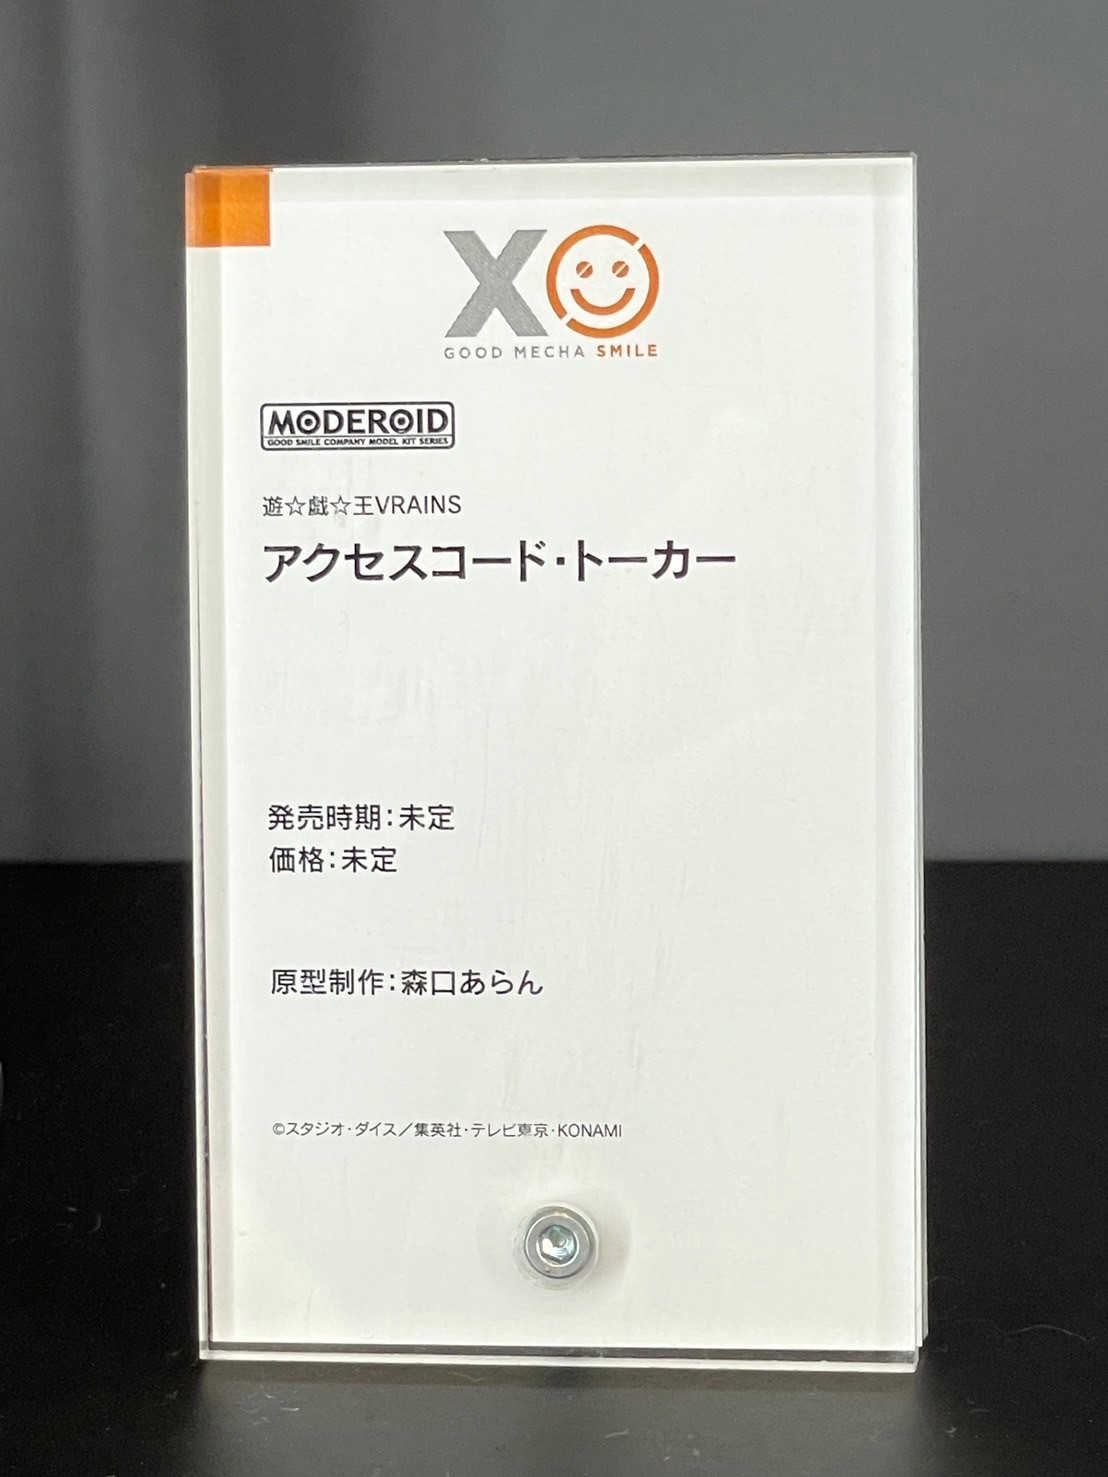 XO
GOOD MECHA SMILE
MODEROID
GOOD SMILE COMPANY MODEL KIT SERIES
遊☆戯☆王VRAINS
アクセスコード・トーカー
発売時期：未定
価格：未定
原型制作：森口あらん
©スタジオ・ダイス／集英社・テレビ東京・KONAMI